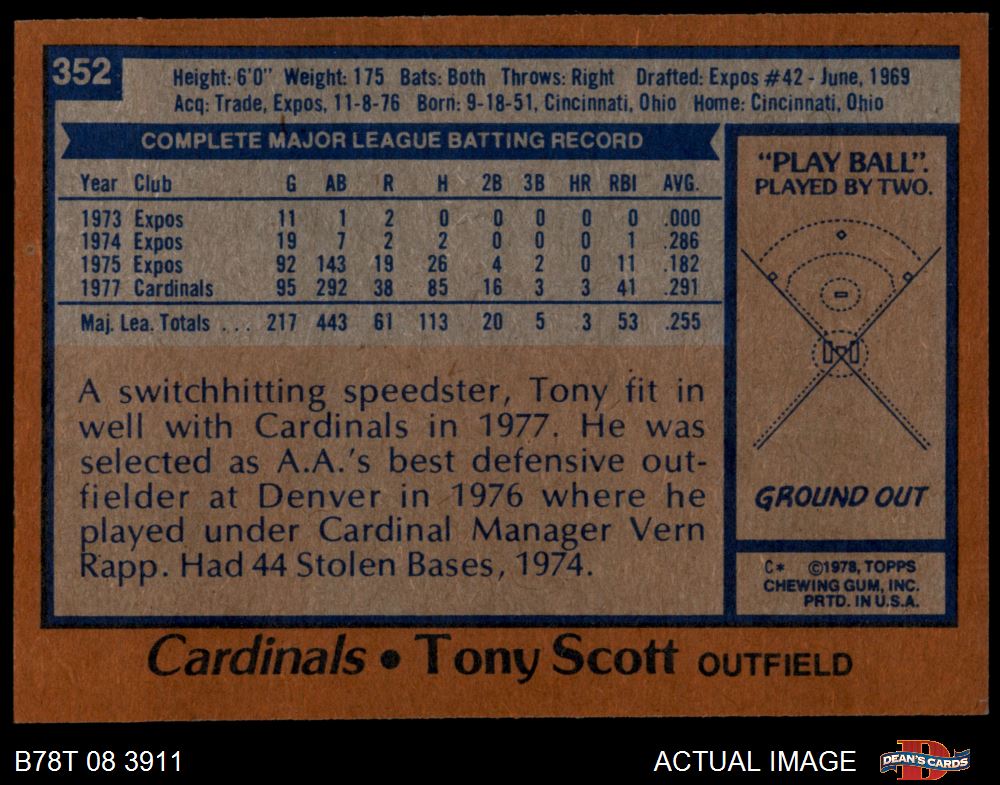 352
Height: 6'0" Weight: 175 Bats: Both Throws: Right Drafted: Expos #42 - June, 1969
Acq: Trade, Expos, 11-8-76 Born: 9-18-51, Cincinnati, Ohio Home: Cincinnati, Ohio
COMPLETE MAJOR LEAGUE BATTING RECORD
Year Club G AB R H 2B 3B HR RBI AVG.
1973 Expos 11 1 2 0 0 0 0 0 .000
1974 Expos 19 7 2 2 0 0 0 1 .286
1975 Expos 92 143 19 26 4 2 0 11 .182
1977 Cardinals 95 292 38 85 16 3 3 41 .291
Maj. Lea. Totals ... 217 443 61 113 20 5 3 53 .255
A switchhitting speedster, Tony fit in
well with Cardinals in 1977. He was
selected as A.A.'s best defensive out-
fielder at Denver in 1976 where he
played under Cardinal Manager Vern
Rapp. Had 44 Stolen Bases, 1974.
"PLAY BALL".
PLAYED BY TWO.
GROUND OUT
C* ©1978, TOPPS
CHEWING GUM, INC.
PRTD. IN U.S.A.
Cardinals • Tony Scott OUTFIELD
B78T 08 3911
ACTUAL IMAGE
D
DEAN'S CARDS